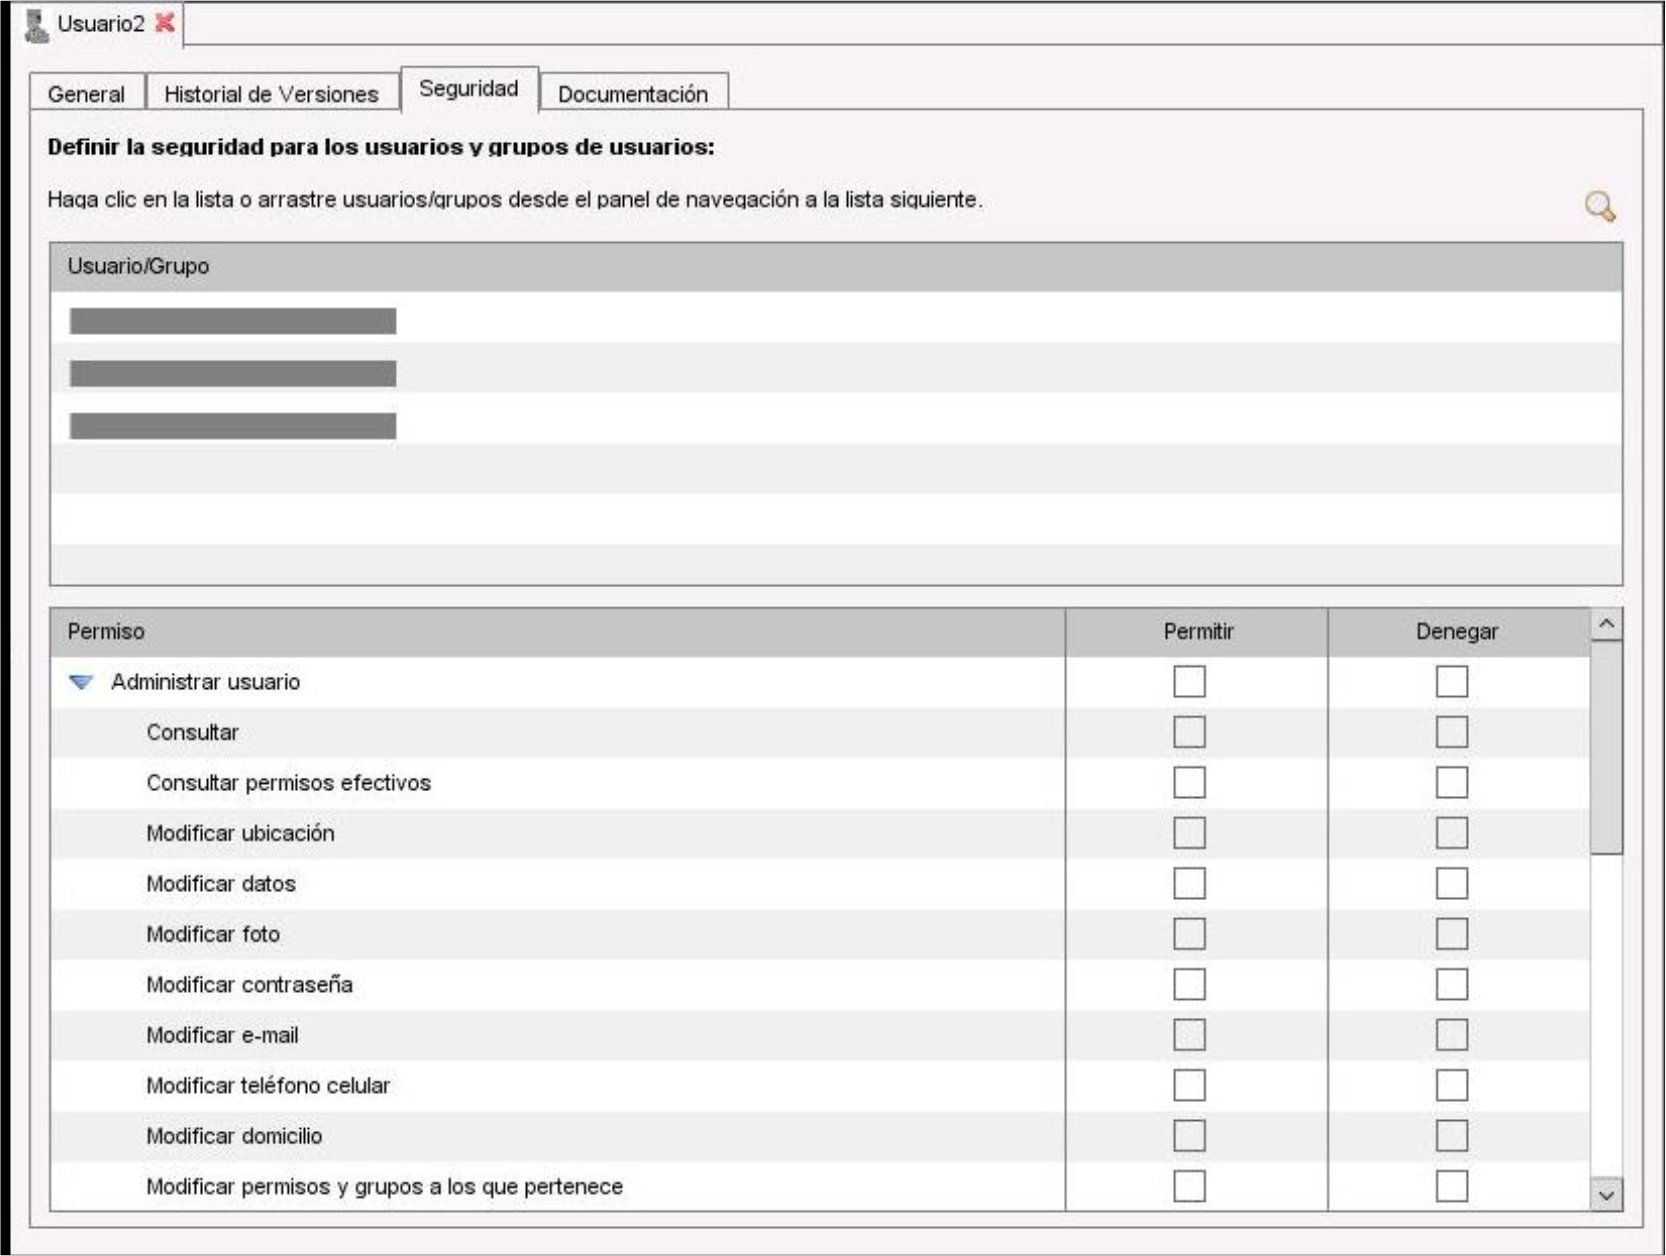 Usuario2
General Historial de Versiones Seguridad Documentación
Definir la seguridad para los usuarios y grupos de usuarios:
Haga clic en la lista o arrastre usuarios/grupos desde el panel de navegación a la lista siguiente.
Usuario/Grupo
Permiso Permitir Denegar
Administrar usuario
Consultar
Consultar permisos efectivos
Modificar ubicación
Modificar datos
Modificar foto
Modificar contraseña
Modificar e-mail
Modificar teléfono celular
Modificar domicilio
Modificar permisos y grupos a los que pertenece